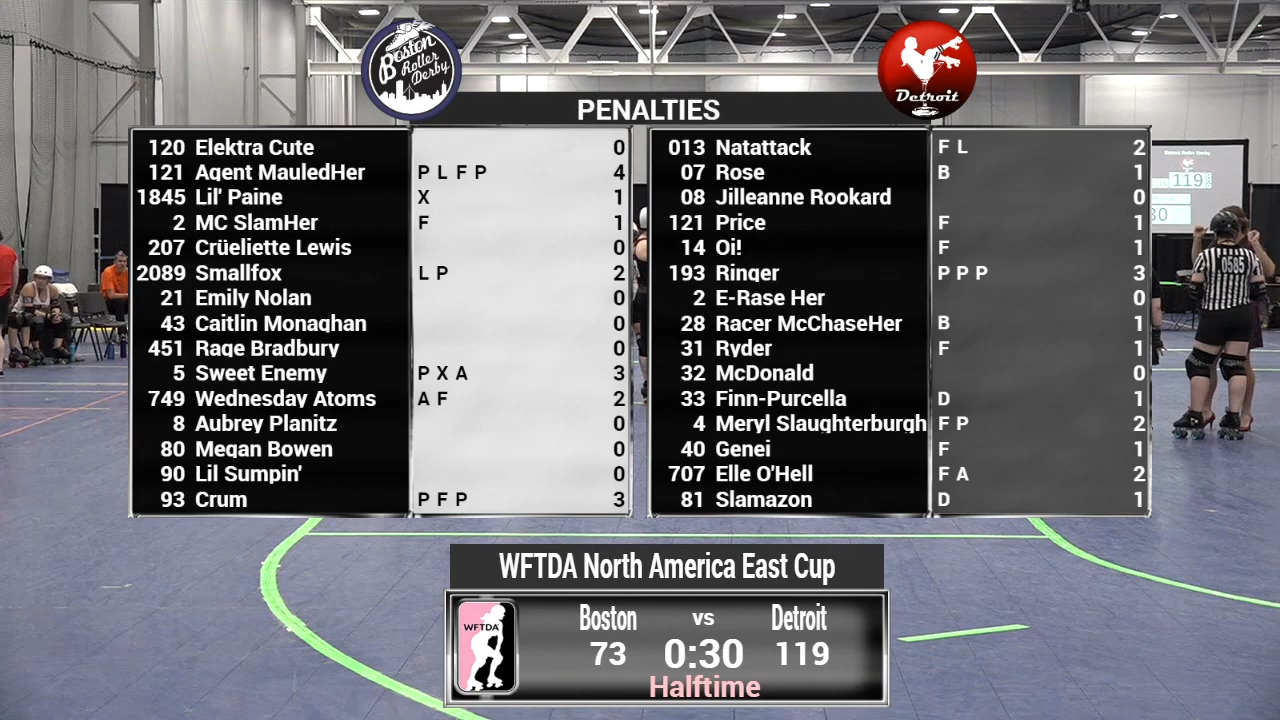 Boston
Roller
Derby
Detroit
PENALTIES
120 Elektra Cute 0
121 Agent MauledHer P L F P 4
1845 Lil' Paine X 1
2 MC SlamHer F 1
207 Crüeliette Lewis 0
2089 Smallfox L P 2
21 Emily Nolan 0
43 Caitlin Monaghan 0
451 Rage Bradbury 0
5 Sweet Enemy P X A 3
749 Wednesday Atoms A F 2
8 Aubrey Planitz 0
80 Megan Bowen 0
90 Lil Sumpin' 0
93 Crum P F P 3
013 Natattack F L 2
07 Rose B 1
08 Jilleanne Rookard 0
121 Price F 1
14 Oi! F 1
193 Ringer P P P 3
2 E-Rase Her 0
28 Racer McChaseHer B 1
31 Ryder F 1
32 McDonald 0
33 Finn-Purcella D 1
4 Meryl Slaughterburgh F P 2
40 Genei F 1
707 Elle O'Hell F A 2
81 Slamazon D 1
119
0585
WFTDA North America East Cup
WFTDA
Boston vs Detroit
73 0:30 119
Halftime